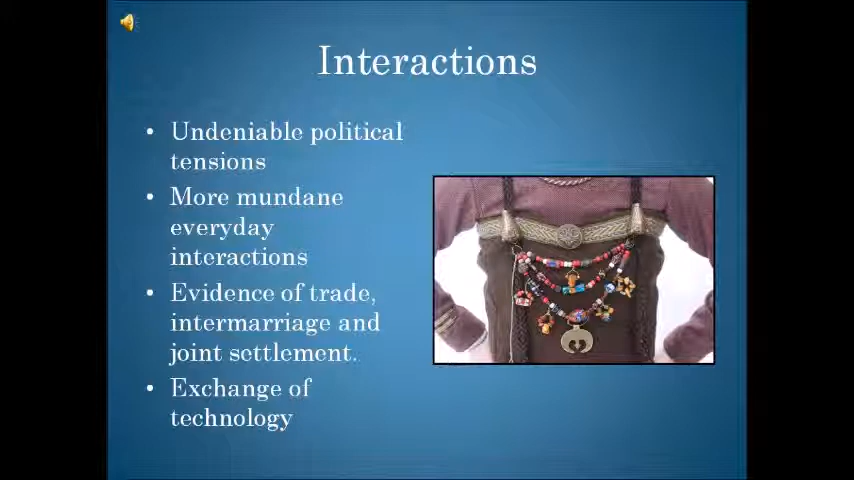 Interactions
• Undeniable political
tensions
• More mundane
everyday
interactions
• Evidence of trade,
intermarriage and
joint settlement.
• Exchange of
technology